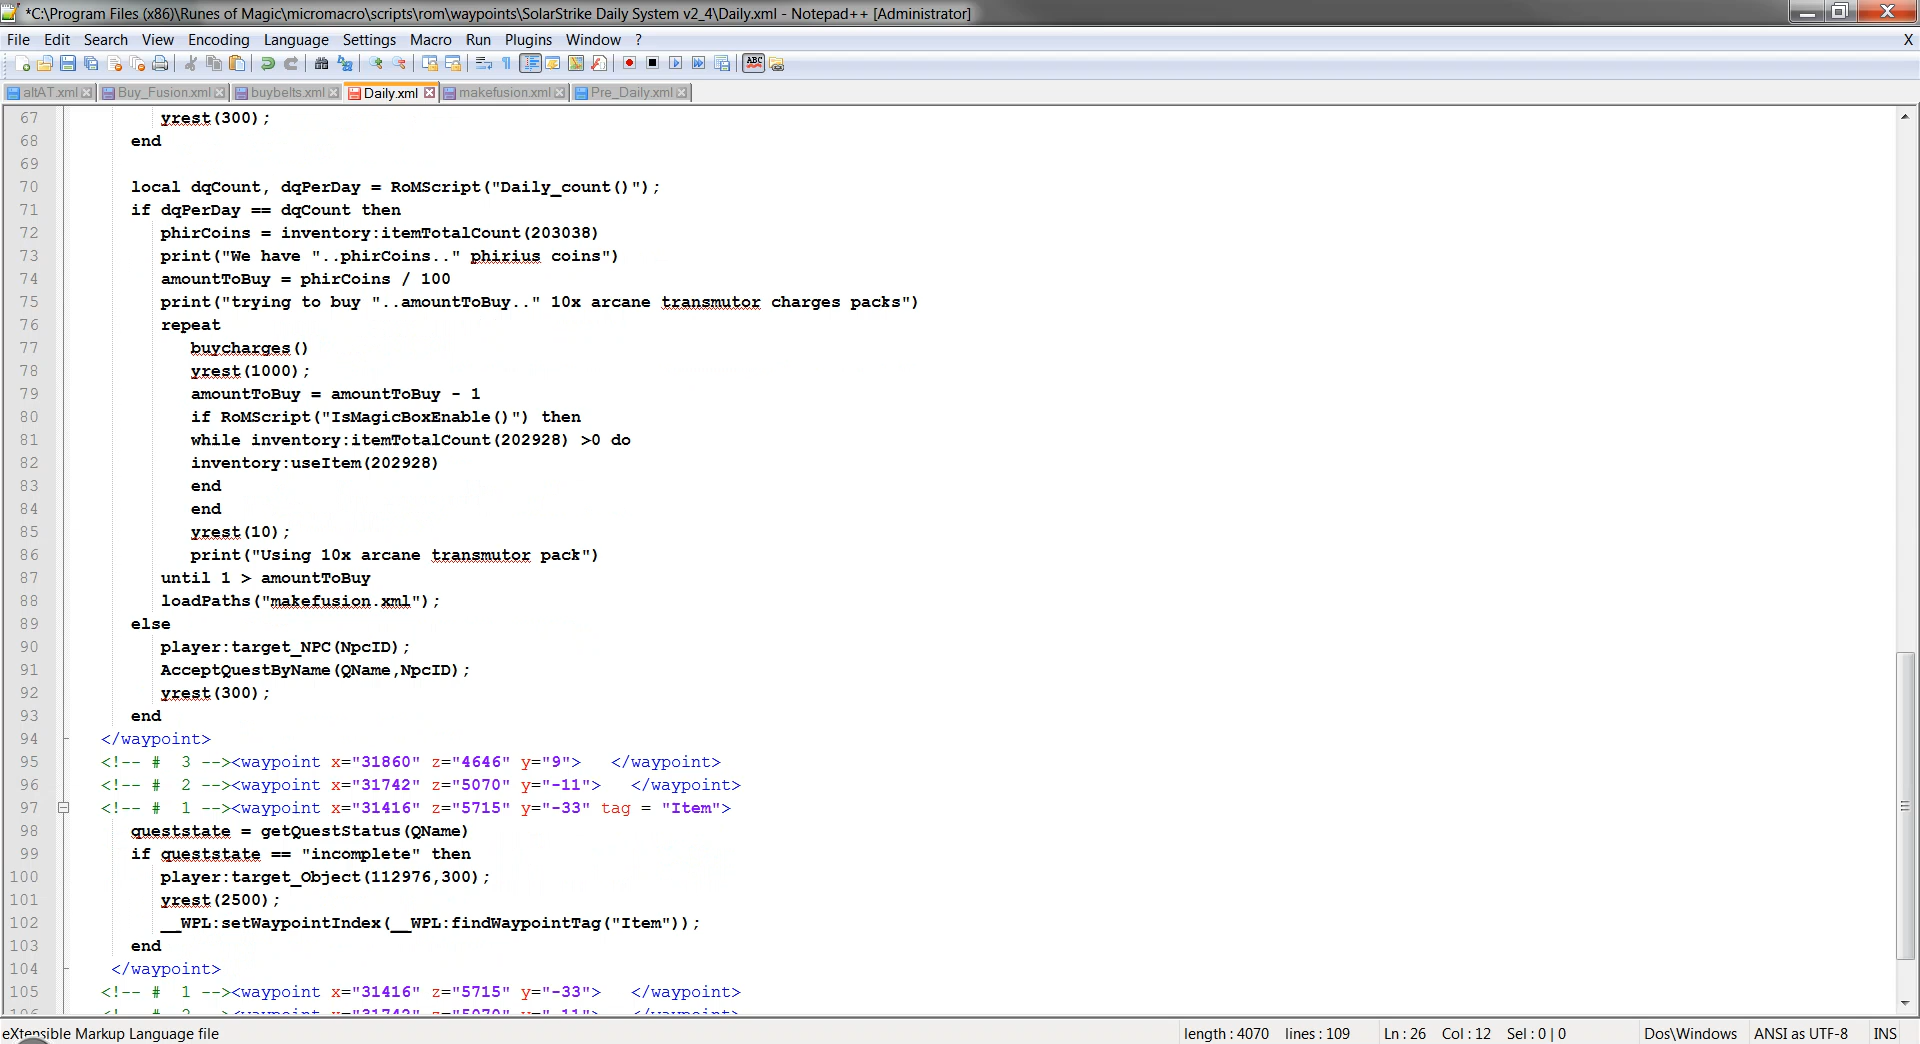 *C:\Program Files (x86)\Runes of Magic\micromacro\scripts\rom\waypoints\SolarStrike Daily System v2_4\Daily.xml - Notepad++ [Administrator]
File Edit Search View Encoding Language Settings Macro Run Plugins Window ? X
altAT.xml Buy_Fusion.xml buybelts.xml Daily.xml makefusion.xml Pre_Daily.xml
67 yrest(300);
68 end
69
70 local dqCount, dqPerDay = RoMScript("Daily_count()");
71 if dqPerDay == dqCount then
72 phirCoins = inventory:itemTotalCount(203038)
73 print("We have "..phirCoins.." phirius coins")
74 amountToBuy = phirCoins / 100
75 print("trying to buy "..amountToBuy.." 10x arcane transmutor charges packs")
76 repeat
77 buycharges()
78 yrest(1000);
79 amountToBuy = amountToBuy - 1
80 if RoMScript("IsMagicBoxEnable()") then
81 while inventory:itemTotalCount(202928) >0 do
82 inventory:useItem(202928)
83 end
84 end
85 yrest(10);
86 print("Using 10x arcane transmutor pack")
87 until 1 > amountToBuy
88 loadPaths("makefusion.xml");
89 else
90 player:target_NPC(NpcID);
91 AcceptQuestByName(QName,NpcID);
92 yrest(300);
93 end
94 </waypoint>
95 <!-- # 3 --><waypoint x="31860" z="4646" y="9"> </waypoint>
96 <!-- # 2 --><waypoint x="31742" z="5070" y="-11"> </waypoint>
97 <!-- # 1 --><waypoint x="31416" z="5715" y="-33" tag = "Item">
98 queststate = getQuestStatus(QName)
99 if queststate == "incomplete" then
100 player:target_Object(112976,300);
101 yrest(2500);
102 __WPL:setWaypointIndex(__WPL:findWaypointTag("Item"));
103 end
104 </waypoint>
105 <!-- # 1 --><waypoint x="31416" z="5715" y="-33"> </waypoint>
106 <!-- # 2 --><waypoint x="31742" z="5070" y="-11"> </waypoint>
eXtensible Markup Language file length : 4070 lines : 109 Ln : 26 Col : 12 Sel : 0 | 0 Dos\Windows ANSI as UTF-8 INS